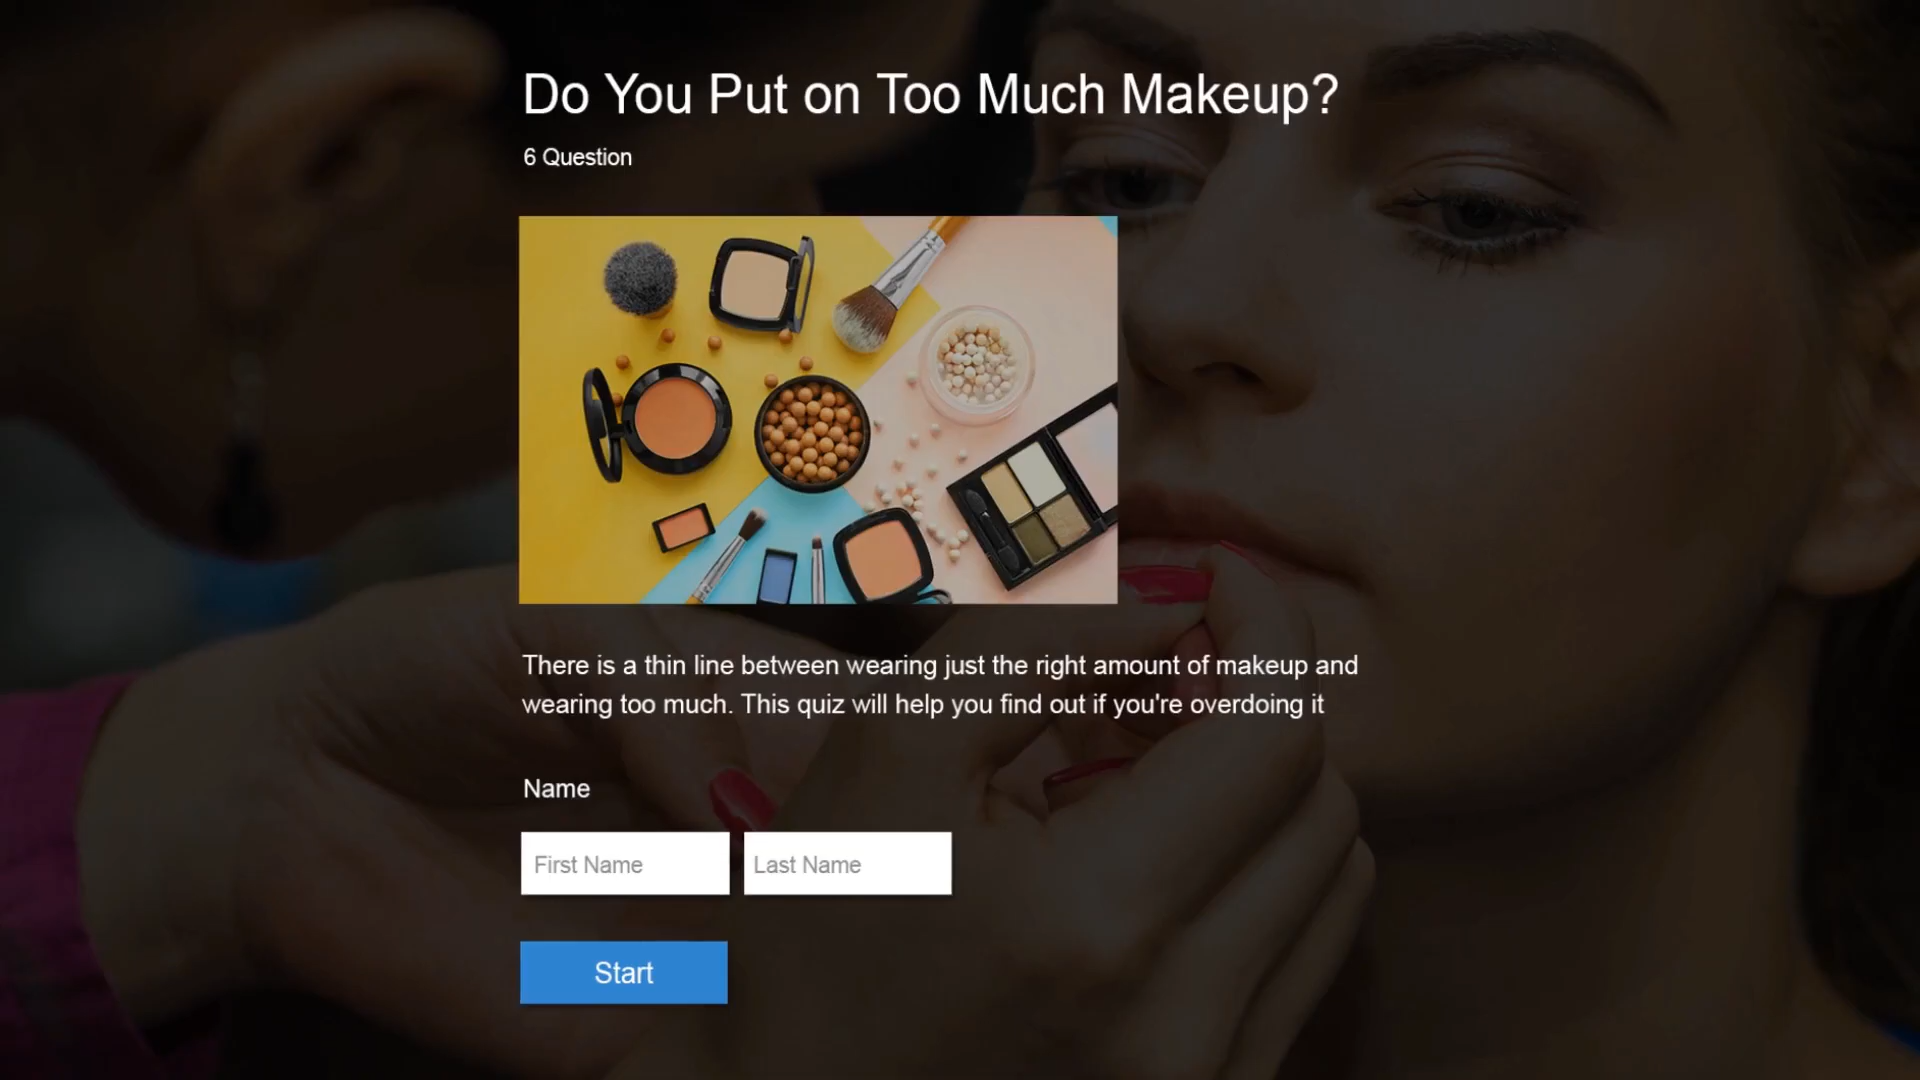 Do You Put on Too Much Makeup?
6 Question
There is a thin line between wearing just the right amount of makeup and
wearing too much. This quiz will help you find out if you're overdoing it
Name
First Name
Last Name
Start